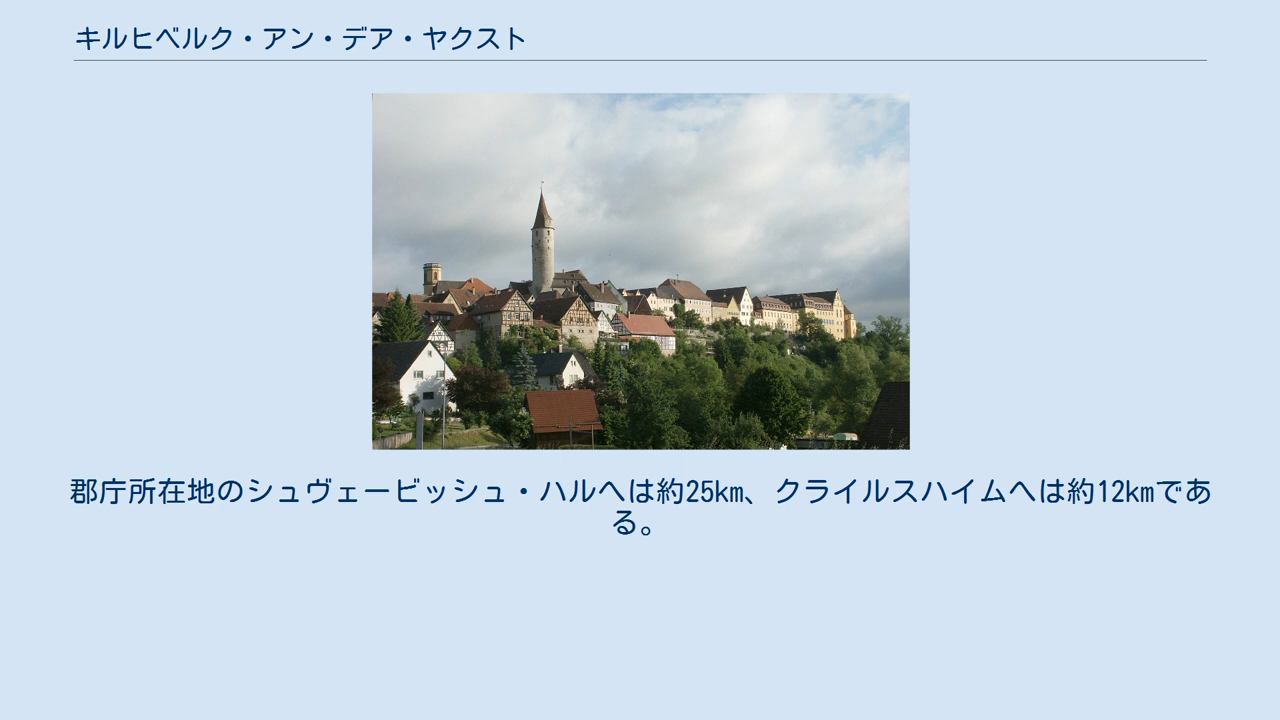 キルヒベルク・アン・デア・ヤクスト
郡庁所在地のシュヴェービッシュ・ハルへは約25km、クライルスハイムへは約12kmであ
る。